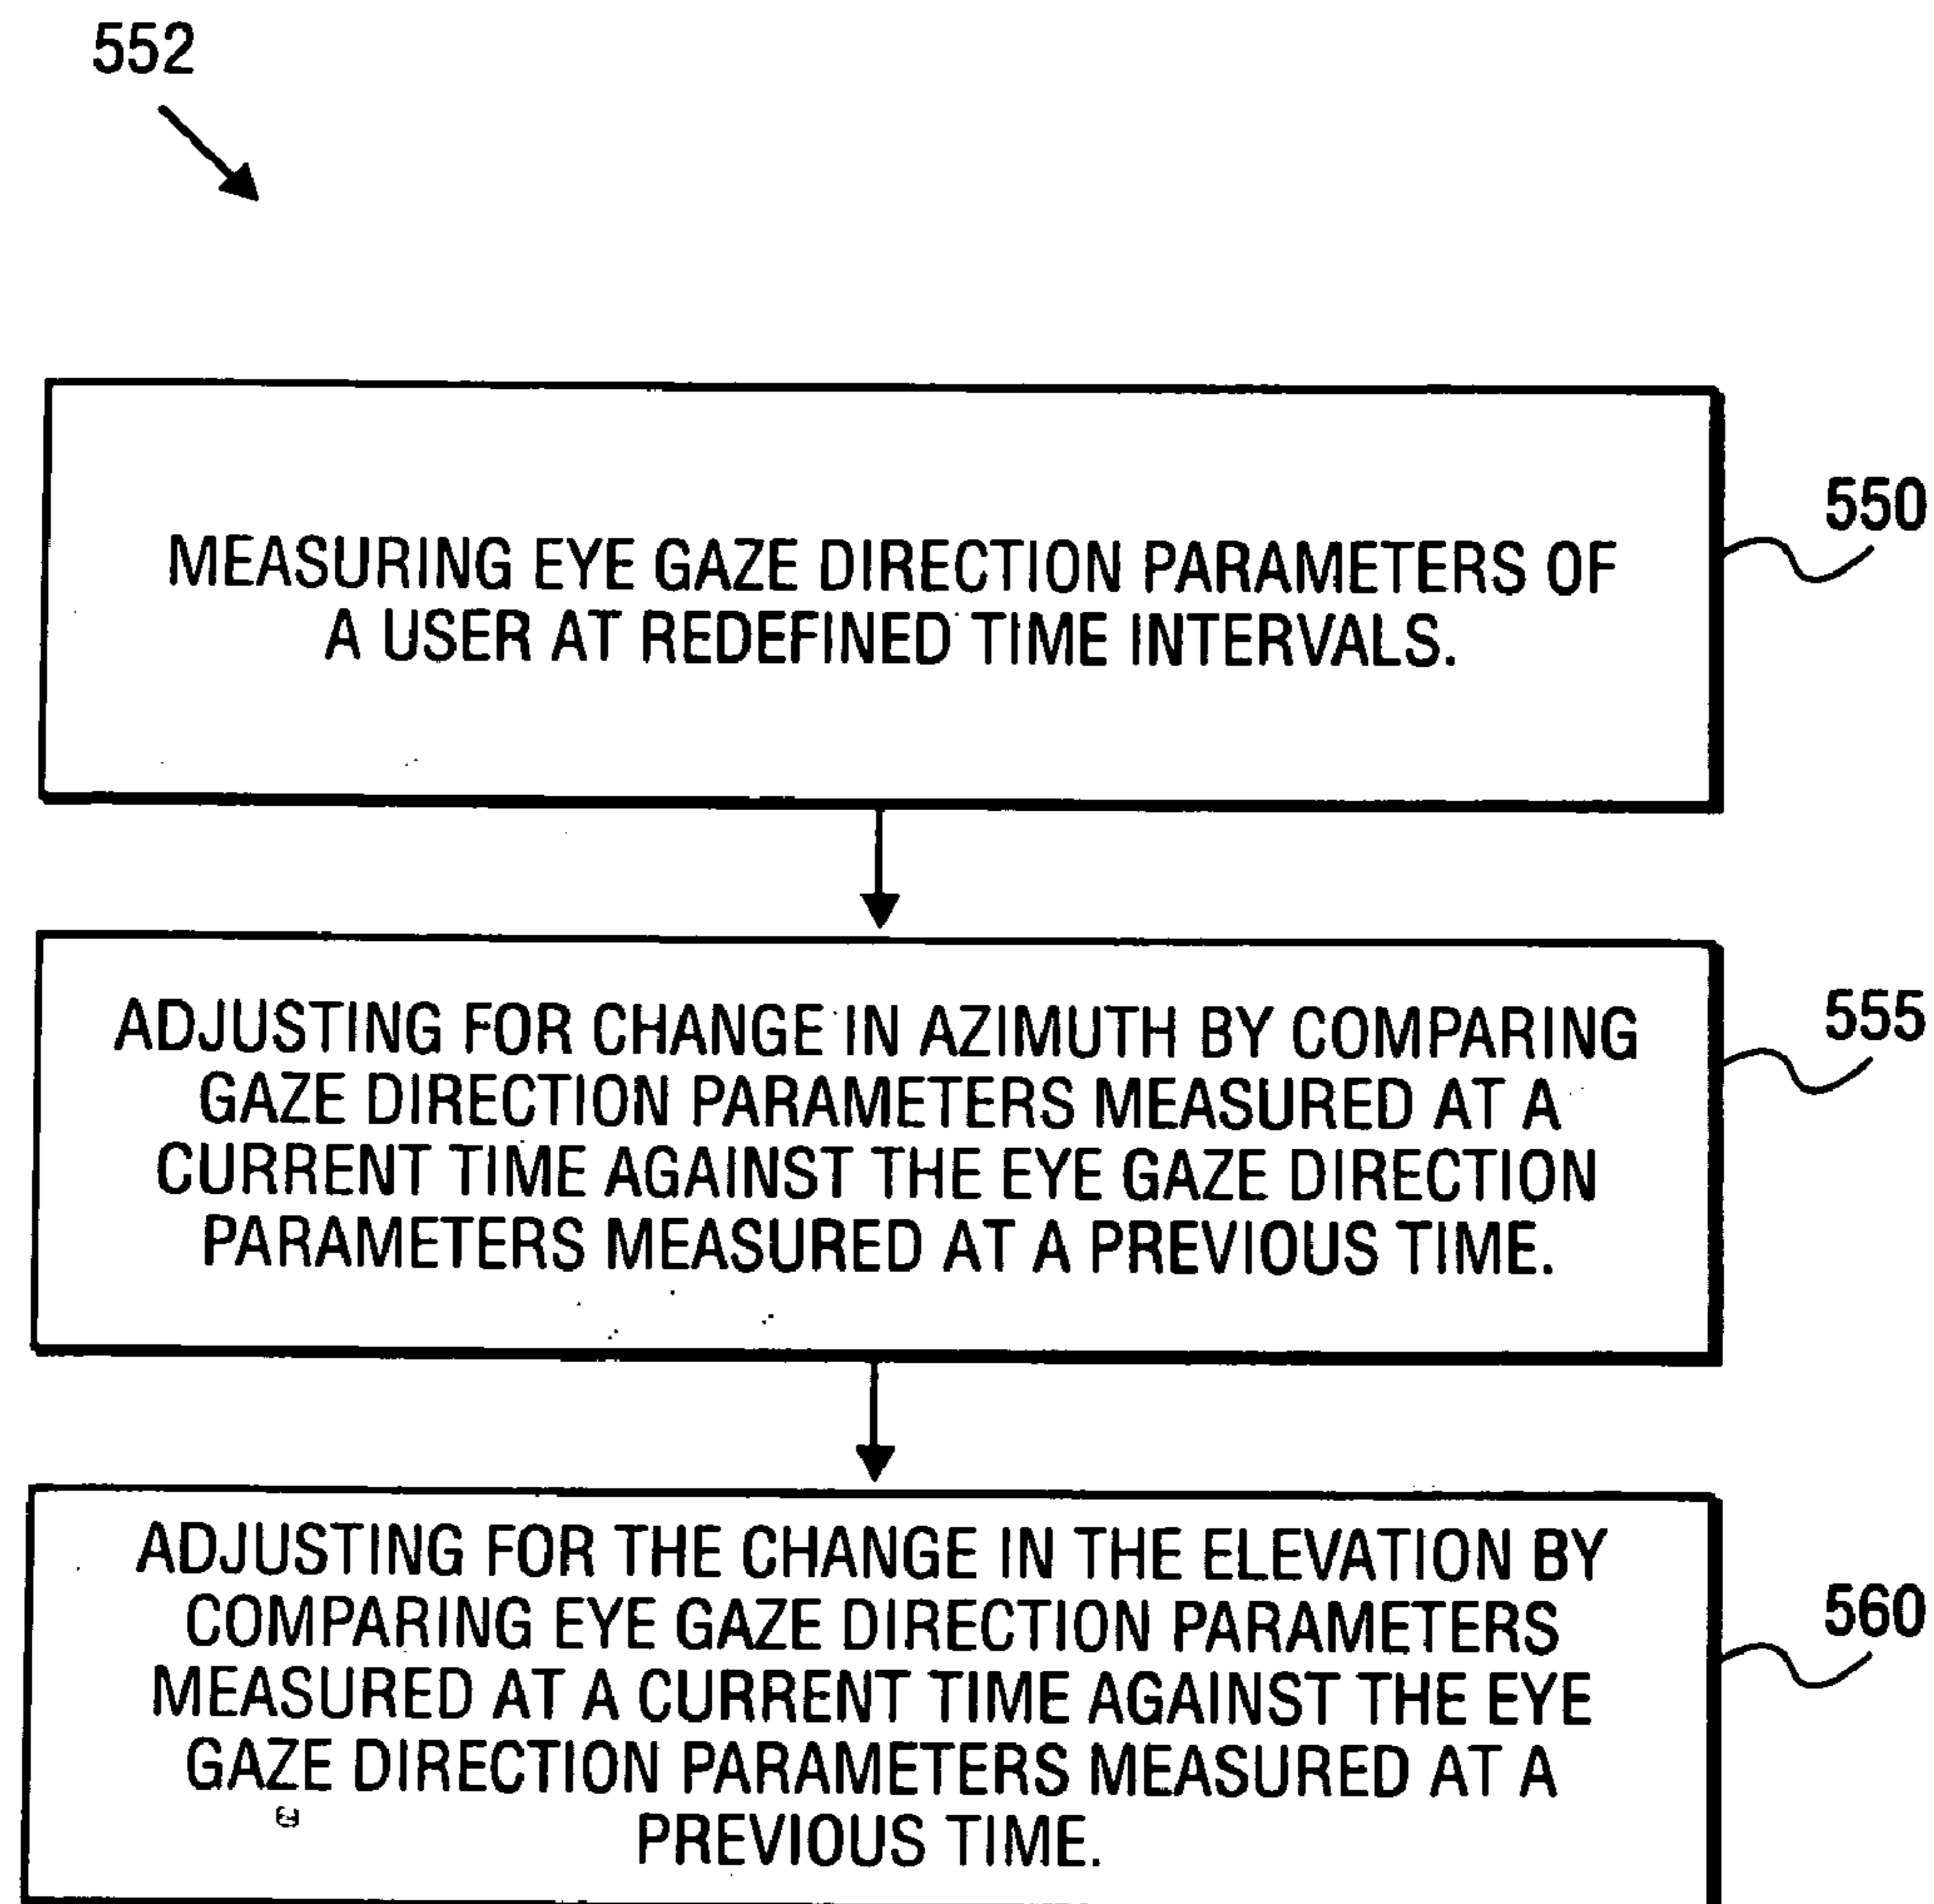 552
550
MEASURING EYE GAZE DIRECTION PARAMETERS OF
A USER AT REDEFINED TIME INTERVALS.
555
ADJUSTING FOR CHANGE IN AZIMUTH BY COMPARING
GAZE DIRECTION PARAMETERS MEASURED AT A
CURRENT TIME AGAINST THE EYE GAZE DIRECTION
PARAMETERS MEASURED AT A PREVIOUS TIME.
560
ADJUSTING FOR THE CHANGE IN THE ELEVATION BY
COMPARING EYE GAZE DIRECTION PARAMETERS
MEASURED AT A CURRENT TIME AGAINST THE EYE
GAZE DIRECTION PARAMETERS MEASURED AT A
PREVIOUS TIME.